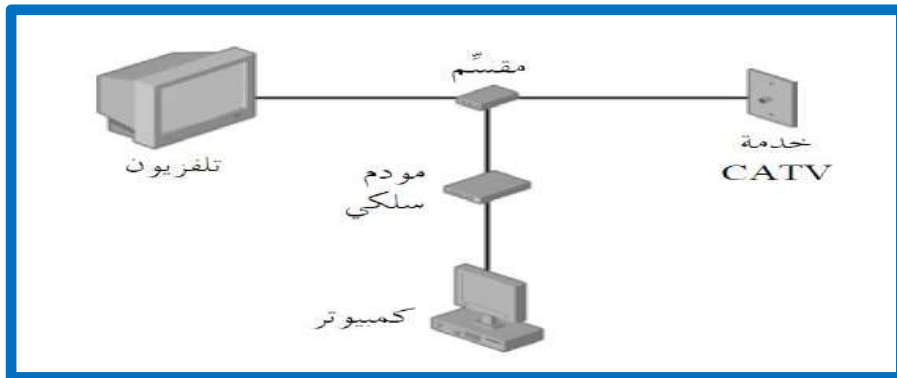 مقسِّم
خدمة
CATV
تلفزيون
مودم
سلكي
كمبيوتر